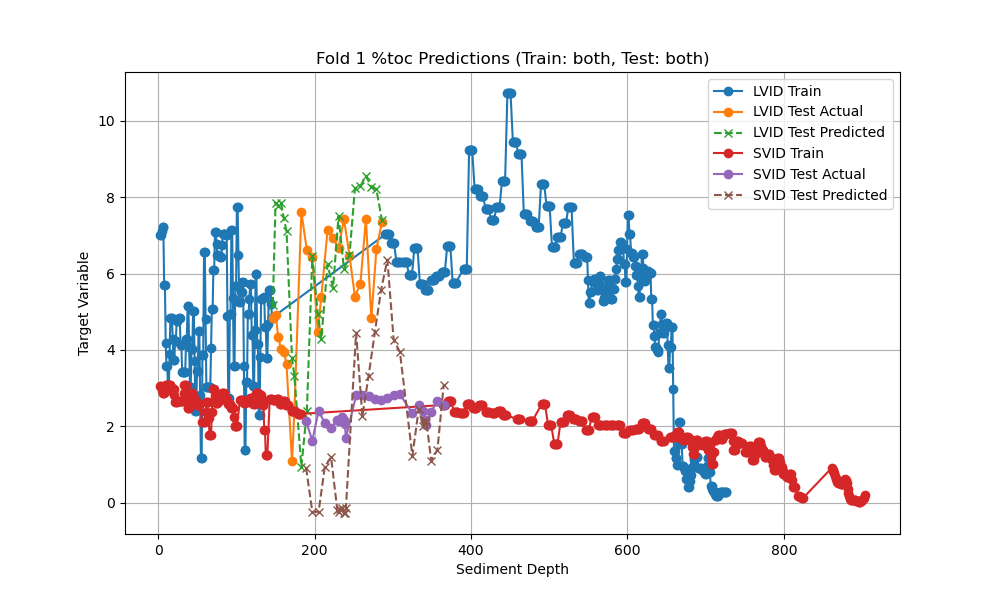 Fold 1 %toc Predictions (Train: both, Test: both)
LVID Train
LVID Test Actual
LVID Test Predicted
SVID Train
SVID Test Actual
SVID Test Predicted
Target Variable
10
8
6
4
2
0
0 200 400 600 800
Sediment Depth